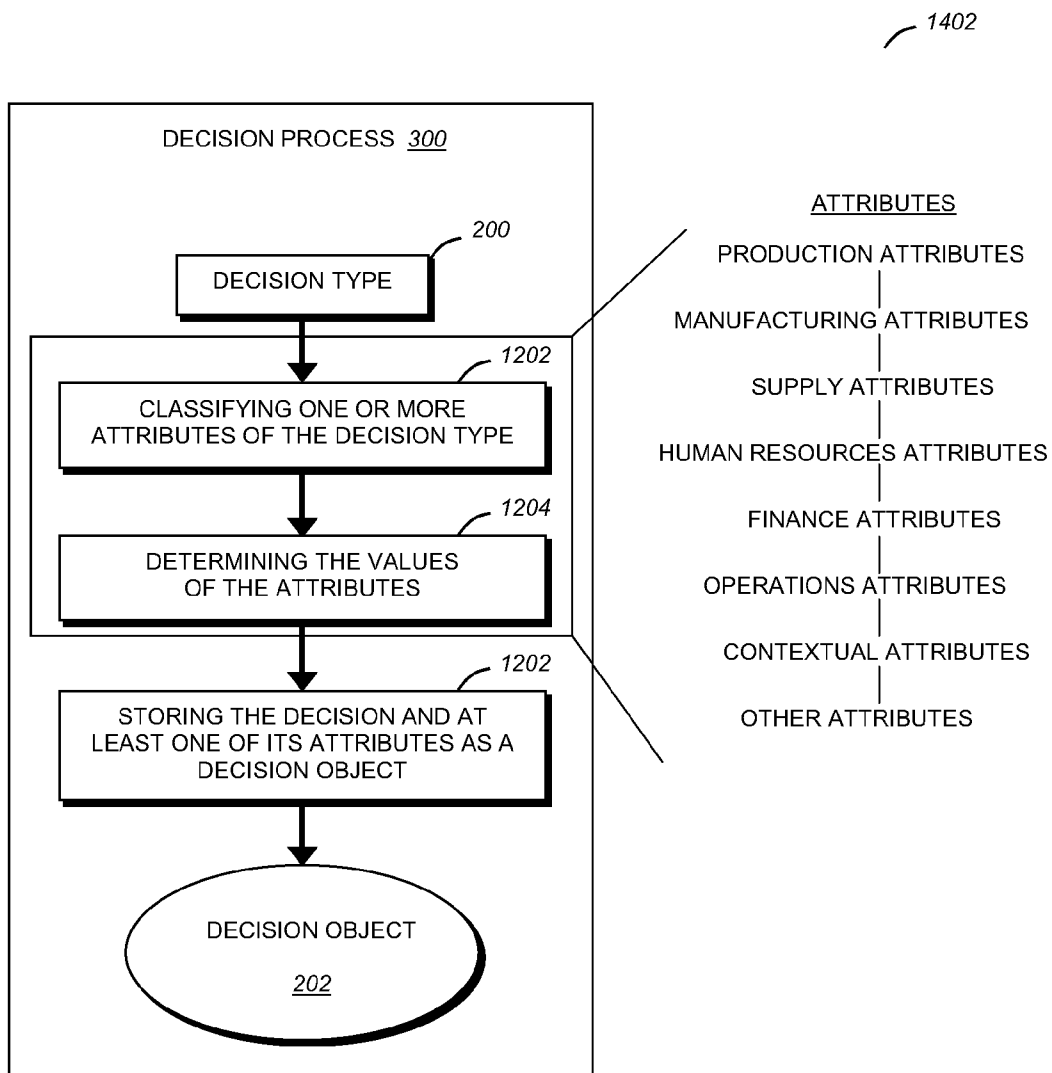 1402
DECISION PROCESS 300
200
DECISION TYPE
1202
CLASSIFYING ONE OR MORE
ATTRIBUTES OF THE DECISION TYPE
1204
DETERMINING THE VALUES
OF THE ATTRIBUTES
1202
STORING THE DECISION AND AT
LEAST ONE OF ITS ATTRIBUTES AS A
DECISION OBJECT
DECISION OBJECT
202
ATTRIBUTES
PRODUCTION ATTRIBUTES
MANUFACTURING ATTRIBUTES
SUPPLY ATTRIBUTES
HUMAN RESOURCES ATTRIBUTES
FINANCE ATTRIBUTES
OPERATIONS ATTRIBUTES
CONTEXTUAL ATTRIBUTES
OTHER ATTRIBUTES